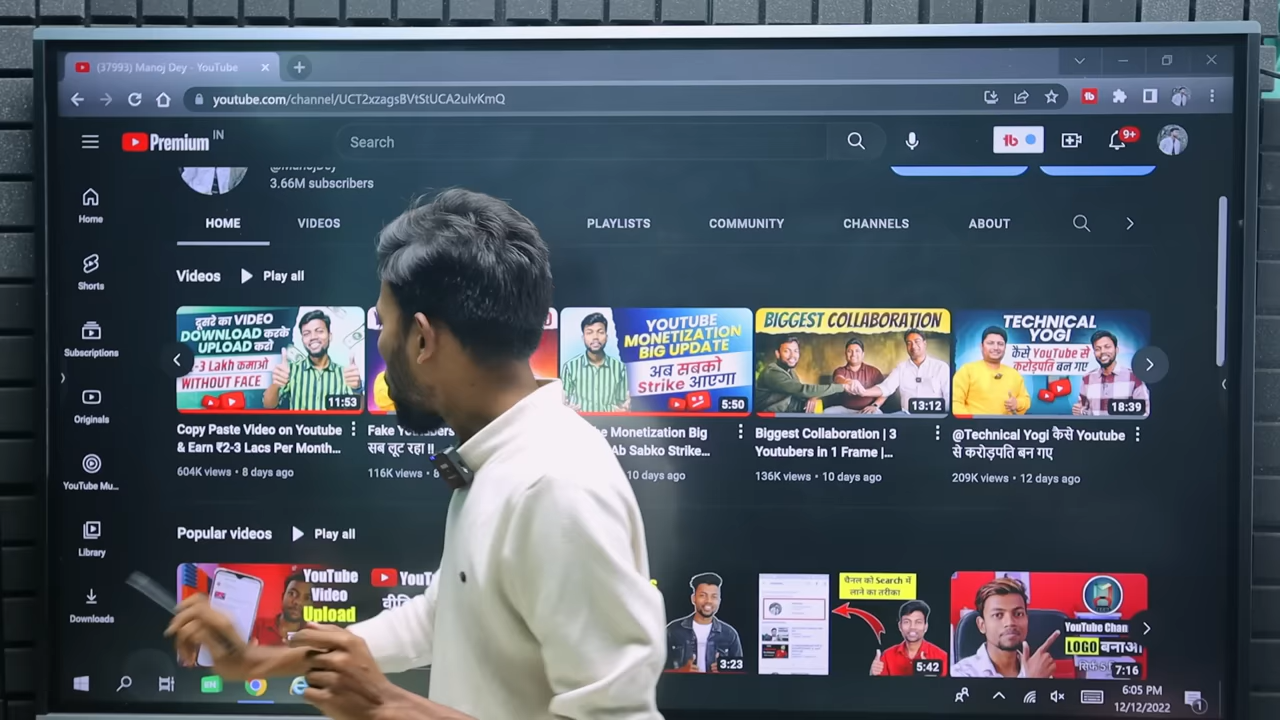 (37993) Manoj Dey - YouTube
youtube.com/channel/UCT2xzagsBVtStUCA2ulvKmQ
Premium IN
Search
9+
@ManojDey
3.66M subscribers
HOME
VIDEOS
PLAYLISTS
COMMUNITY
CHANNELS
ABOUT
Home
Shorts
Subscriptions
Originals
YouTube Mu...
Library
Downloads
Videos
Play all
दूसरे का VIDEO
DOWNLOAD करके
UPLOAD करो
-3 Lakh कमाओ
WITHOUT FACE
11:53
YOUTUBE
MONETIZATION
BIG UPDATE
अब सबको
Strike आएगा
5:50
BIGGEST COLLABORATION
13:12
TECHNICAL
YOGI
कैसे YouTube से
करोड़पति बन गए
18:39
Copy Paste Video on YouTube
& Earn ₹2-3 Lacs Per Month...
604K views • 8 days ago
Fake
सब लूट रहा !!
116K views •
Monetization Big
Ab Sabko Strike...
10 days ago
Biggest Collaboration | 3
Youtubers in 1 Frame |...
136K views • 10 days ago
@Technical Yogi कैसे Youtube
से करोड़पति बन गए
209K views • 12 days ago
Popular videos
Play all
YouTube
Video
Upload
3:23
चैनल को Search में
लाने का तरीका
5:42
YouTube Chan
LOGO बनाओ
7:16
6:05 PM
12/12/2022
1